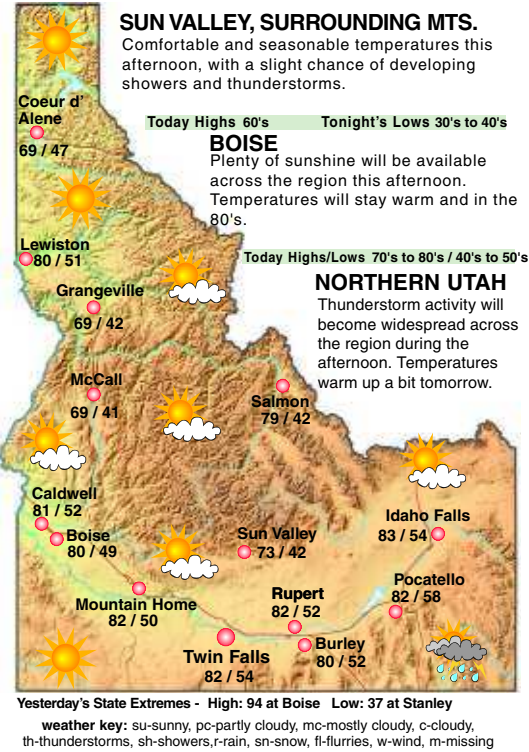 SUN VALLEY, SURROUNDING MTS.
Comfortable and seasonable temperatures this
afternoon, with a slight chance of developing
showers and thunderstorms.
Today Highs 60's Tonight's Lows 30's to 40's
BOISE
Plenty of sunshine will be available
across the region this afternoon.
Temperatures will stay warm and in the
80's.
Today Highs/Lows 70's to 80's / 40's to 50's
NORTHERN UTAH
Thunderstorm activity will
become widespread across
the region during the
afternoon. Temperatures
warm up a bit tomorrow.
Coeur d'
Alene
69 / 47
Lewiston
80 / 51
Grangeville
69 / 42
McCall
69 / 41
Salmon
79 / 42
Caldwell
81 / 52
Boise
80 / 49
Sun Valley
73 / 42
Idaho Falls
83 / 54
Mountain Home
82 / 50
Rupert
82 / 52
Pocatello
82 / 58
Twin Falls
82 / 54
Burley
80 / 52
Yesterday's State Extremes - High: 94 at Boise Low: 37 at Stanley
weather key: su-sunny, pc-partly cloudy, mc-mostly cloudy, c-cloudy,
th-thunderstorms, sh-showers,r-rain, sn-snow, fl-flurries, w-wind, m-missing